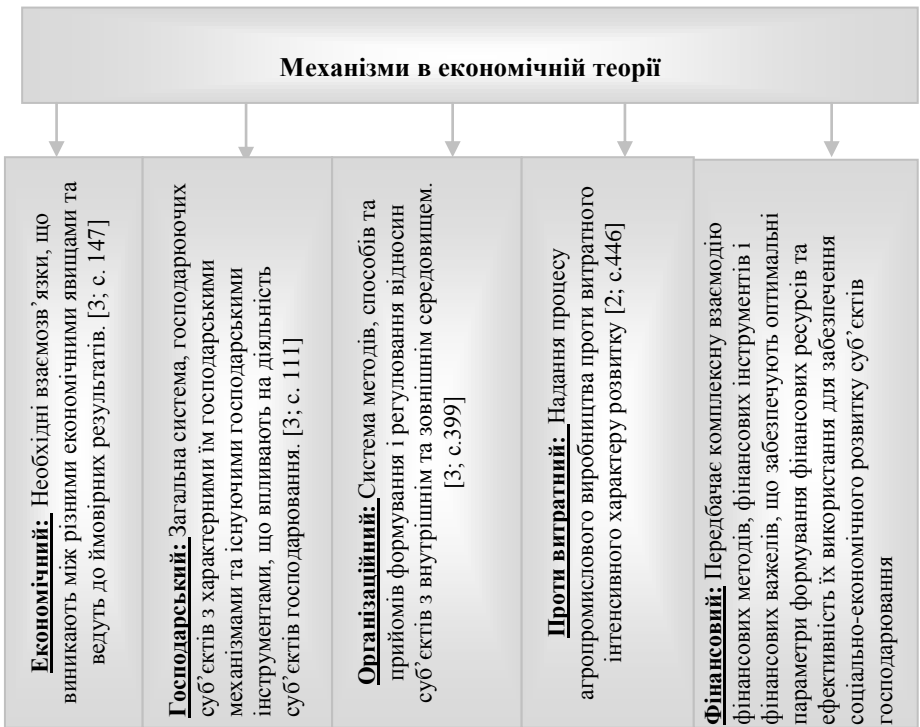 Механізми в економічній теорії
Економічний: Необхідні взаємозв’язки, що
виникають між різними економічними явищами та
ведуть до ймовірних результатів. [3; с. 147]
Господарський: Загальна система, господарюючих
суб’єктів з характерними їм господарськими
механізмами та існуючими господарськими
інструментами, що впливають на діяльність
суб’єктів господарювання. [3; с. 111]
Організаційний: Система методів, способів та
прийомів формування і регулювання відносин
суб’єктів з внутрішнім та зовнішнім середовищем.
[3; с.399]
Проти витратний: Надання процесу
агропромислового виробництва проти витратного
інтенсивного характеру розвитку [2; с.446]
Фінансовий: Передбачає комплексну взаємодію
фінансових методів, фінансових інструментів і
фінансових важелів, що забезпечують оптимальні
параметри формування фінансових ресурсів та
ефективність їх використання для забезпечення
соціально-економічного розвитку суб’єктів
господарювання